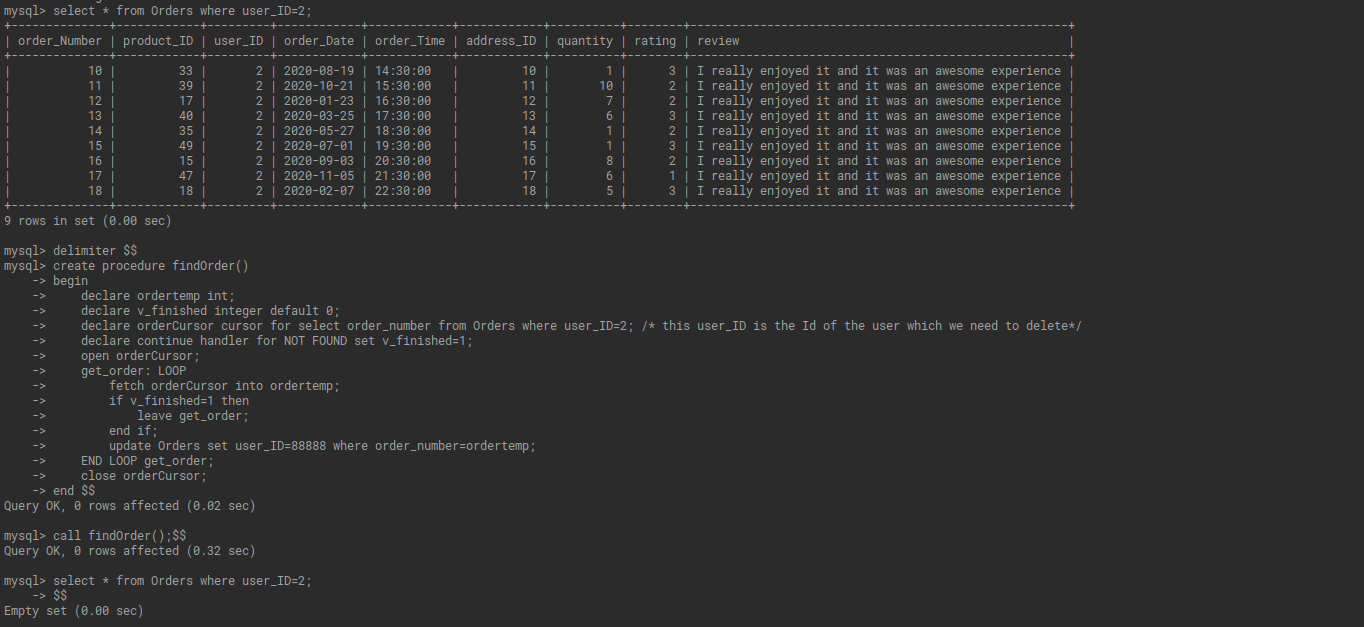 mysql> select * from Orders where user_ID=2;
+--------------+------------+---------+------------+------------+------------+----------+--------+-----------------------------------------------------+
| order_Number | product_ID | user_ID | order_Date | order_Time | address_ID | quantity | rating | review                                              |
+--------------+------------+---------+------------+------------+------------+----------+--------+-----------------------------------------------------+
|           10 |         33 |       2 | 2020-08-19 | 14:30:00   |         10 |        1 |      3 | I really enjoyed it and it was an awesome experience |
|           11 |         39 |       2 | 2020-10-21 | 15:30:00   |         11 |       10 |      2 | I really enjoyed it and it was an awesome experience |
|           12 |         17 |       2 | 2020-01-23 | 16:30:00   |         12 |        7 |      2 | I really enjoyed it and it was an awesome experience |
|           13 |         40 |       2 | 2020-03-25 | 17:30:00   |         13 |        6 |      3 | I really enjoyed it and it was an awesome experience |
|           14 |         35 |       2 | 2020-05-27 | 18:30:00   |         14 |        1 |      2 | I really enjoyed it and it was an awesome experience |
|           15 |         49 |       2 | 2020-07-01 | 19:30:00   |         15 |        1 |      3 | I really enjoyed it and it was an awesome experience |
|           16 |         15 |       2 | 2020-09-03 | 20:30:00   |         16 |        8 |      2 | I really enjoyed it and it was an awesome experience |
|           17 |         47 |       2 | 2020-11-05 | 21:30:00   |         17 |        6 |      1 | I really enjoyed it and it was an awesome experience |
|           18 |         18 |       2 | 2020-02-07 | 22:30:00   |         18 |        5 |      3 | I really enjoyed it and it was an awesome experience |
+--------------+------------+---------+------------+------------+------------+----------+--------+-----------------------------------------------------+
9 rows in set (0.00 sec)

mysql> delimiter $$
mysql> create procedure findOrder()
    -> begin
    ->     declare ordertemp int;
    ->     declare v_finished integer default 0;
    ->     declare orderCursor cursor for select order_number from Orders where user_ID=2; /* this user_ID is the Id of the user which we need to delete*/
    ->     declare continue handler for NOT FOUND set v_finished=1;
    ->     open orderCursor;
    ->     get_order: LOOP
    ->         fetch orderCursor into ordertemp;
    ->         if v_finished=1 then
    ->             leave get_order;
    ->         end if;
    ->         update Orders set user_ID=88888 where order_number=ordertemp;
    ->     END LOOP get_order;
    ->     close orderCursor;
    -> end $$
Query OK, 0 rows affected (0.02 sec)

mysql> call findOrder();$$
Query OK, 0 rows affected (0.32 sec)

mysql> select * from Orders where user_ID=2;
    -> $$
Empty set (0.00 sec)